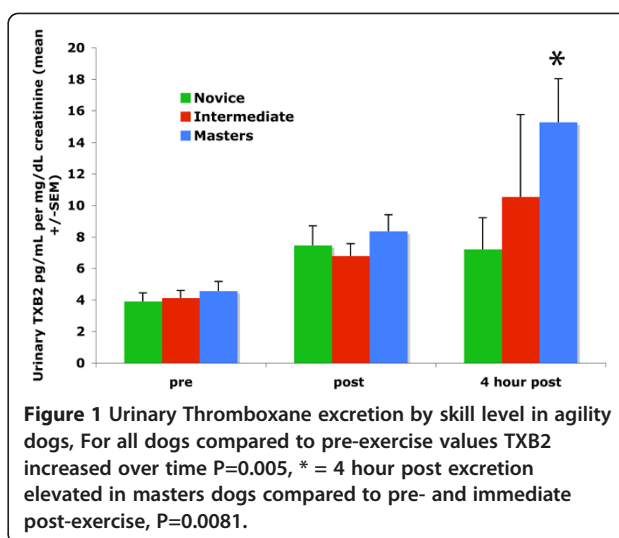 Urinary TXB2 pg/mL per mg/dL creatinine (mean
+/-SEM)
20
18
16
14
12
10
8
6
4
2
0
Novice
Intermediate
Masters
*
pre
post
4 hour post
Figure 1 Urinary Thromboxane excretion by skill level in agility
dogs, For all dogs compared to pre-exercise values TXB2
increased over time P=0.005, * = 4 hour post excretion
elevated in masters dogs compared to pre- and immediate
post-exercise, P=0.0081.